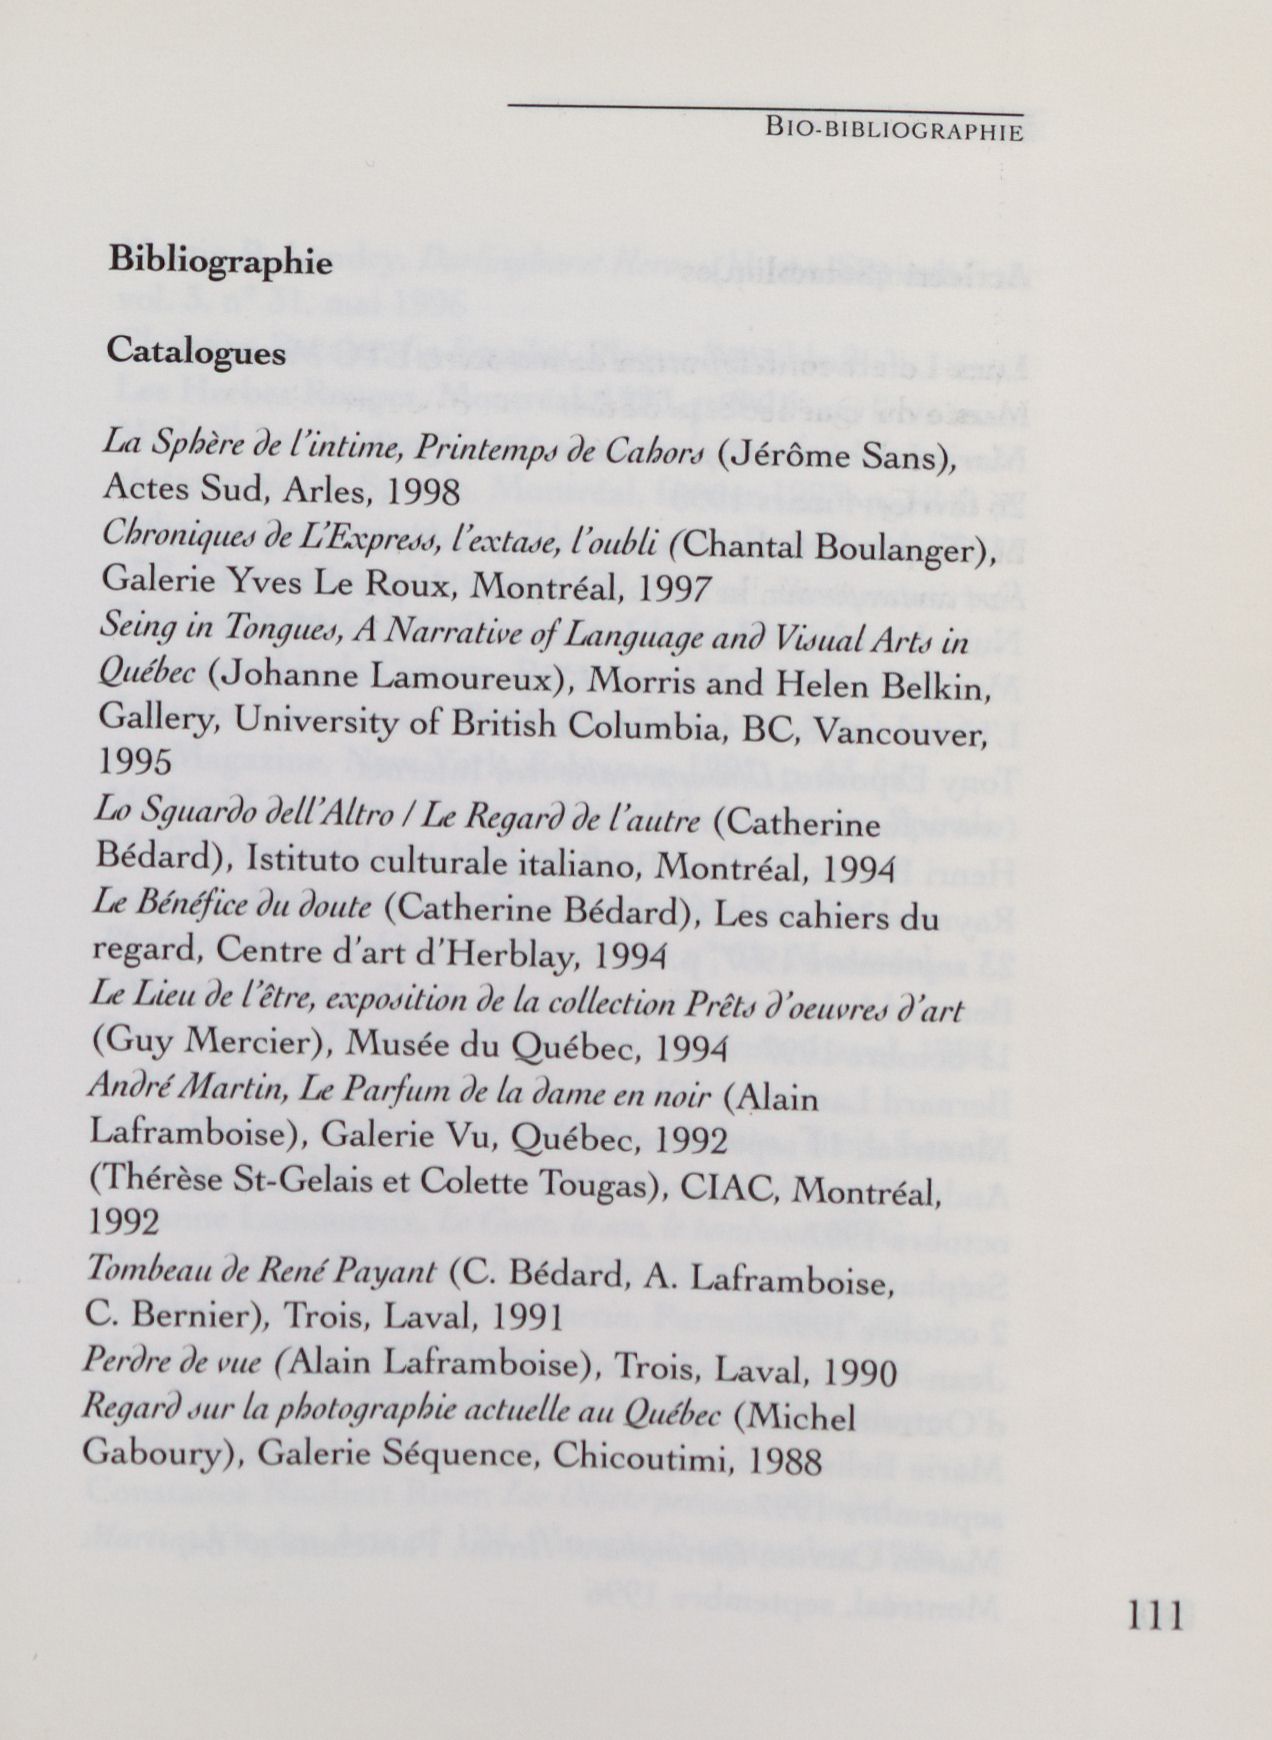 BIO-BIBLIOGRAPHIE
Bibliographie
Catalogues
La Sphère de l'intime, Printemps de Cahors (Jérôme Sans),
Actes Sud, Arles, 1998
Chroniques de L'Express, l'extase, l'oubli (Chantal Boulanger),
Galerie Yves Le Roux, Montréal, 1997
Seing in Tongues, A Narrative of Language and Visual Arts in
Québec (Johanne Lamoureux), Morris and Helen Belkin,
Gallery, University of British Columbia, BC, Vancouver,
1995
Lo Sguardo dell'Altro / Le Regard de l'autre (Catherine
Bédard), Istituto culturale italiano, Montréal, 1994
Le Bénéfice du doute (Catherine Bédard), Les cahiers du
regard, Centre d'art d'Herblay, 1994
Le Lieu de l'être, exposition de la collection Prêts d'oeuvres d'art
(Guy Mercier), Musée du Québec, 1994
André Martin, Le Parfum de la dame en noir (Alain
Laframboise), Galerie Vu, Québec, 1992
(Thérèse St-Gelais et Colette Tougas), CIAC, Montréal,
1992
Tombeau de René Payant (C. Bédard, A. Laframboise,
C. Bernier), Trois, Laval, 1991
Perdre de vue (Alain Laframboise), Trois, Laval, 1990
Regard sur la photographie actuelle au Québec (Michel
Gaboury), Galerie Séquence, Chicoutimi, 1988
111